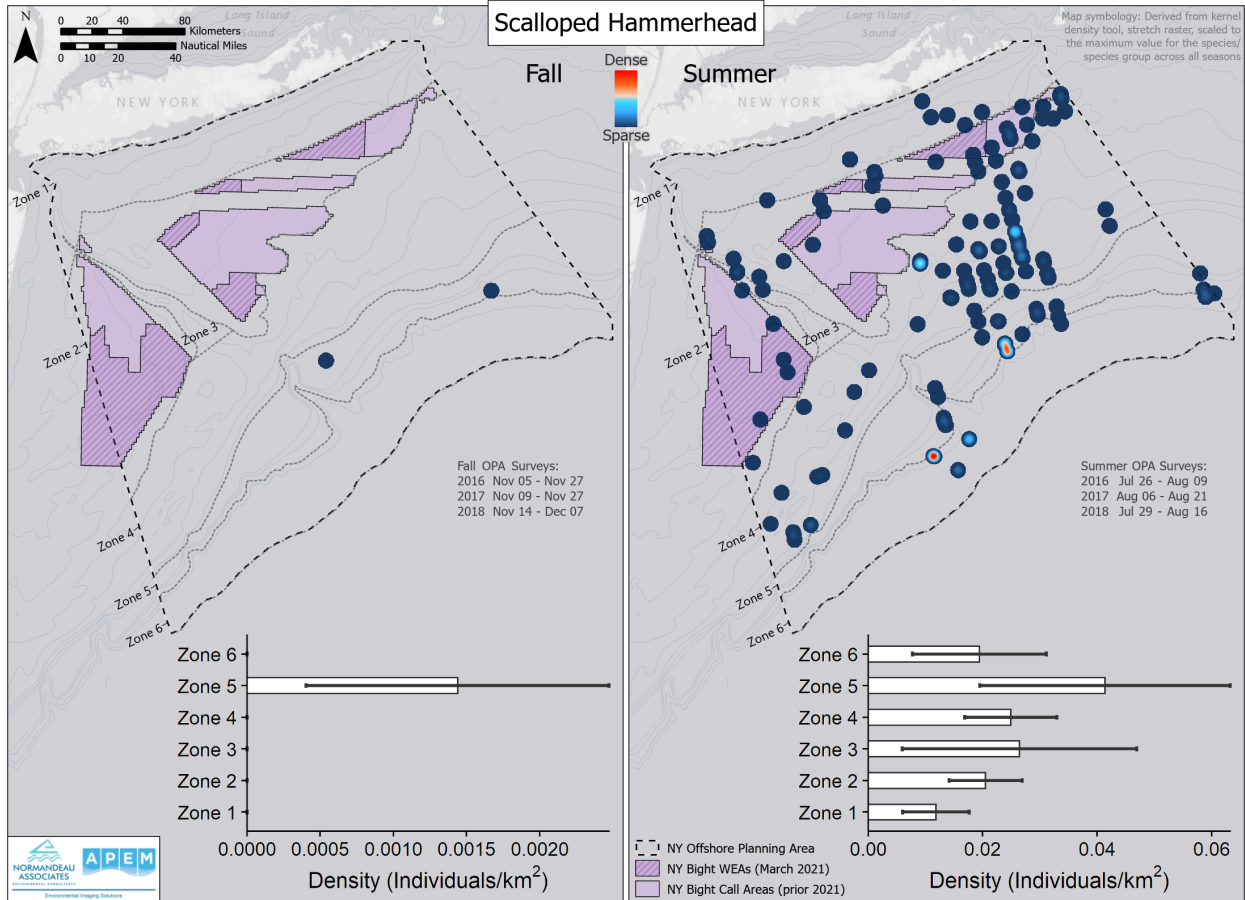 Scalloped Hammerhead
N
0 20 40 80
Kilometers
Nautical Miles
0 10 20 40
Long Island
Sound
NEW YORK
Fall
Dense
Sparse
Summer
Long Island
Sound
NEW YORK
Map symbology: Derived from kernel
density tool, stretch raster, scaled to
the maximum value for the species/
species group across all seasons
Zone 1
Zone 2
Zone 3
Zone 4
Zone 5
Zone 6
Fall OPA Surveys:
2016 Nov 05 - Nov 27
2017 Nov 09 - Nov 27
2018 Nov 14 - Dec 07
Zone 1
Zone 2
Zone 3
Zone 4
Zone 5
Zone 6
Summer OPA Surveys:
2016 Jul 26 - Aug 09
2017 Aug 06 - Aug 21
2018 Jul 29 - Aug 16
Zone 6
Zone 5
Zone 4
Zone 3
Zone 2
Zone 1
0.0000 0.0005 0.0010 0.0015 0.0020
Density (Individuals/km²)
Zone 6
Zone 5
Zone 4
Zone 3
Zone 2
Zone 1
0.00 0.02 0.04 0.06
Density (Individuals/km²)
NORMANDEAU
ASSOCIATES
ENVIRONMENTAL CONSULTANTS
APEM
Environmental Imaging Solutions
NY Offshore Planning Area
NY Bight WEAs (March 2021)
NY Bight Call Areas (prior 2021)